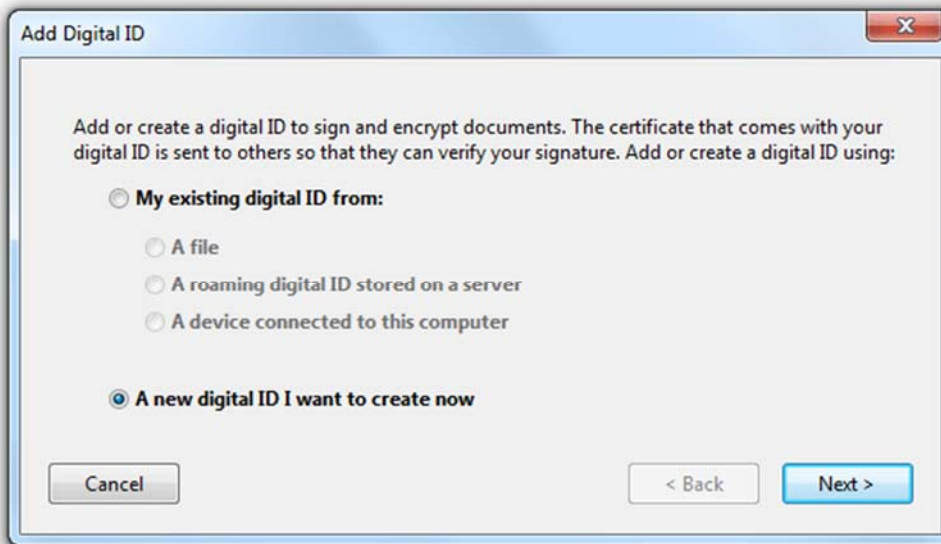 Add Digital ID
Add or create a digital ID to sign and encrypt documents. The certificate that comes with your
digital ID is sent to others so that they can verify your signature. Add or create a digital ID using:
My existing digital ID from:
A file
A roaming digital ID stored on a server
A device connected to this computer
A new digital ID I want to create now
Cancel
< Back
Next >